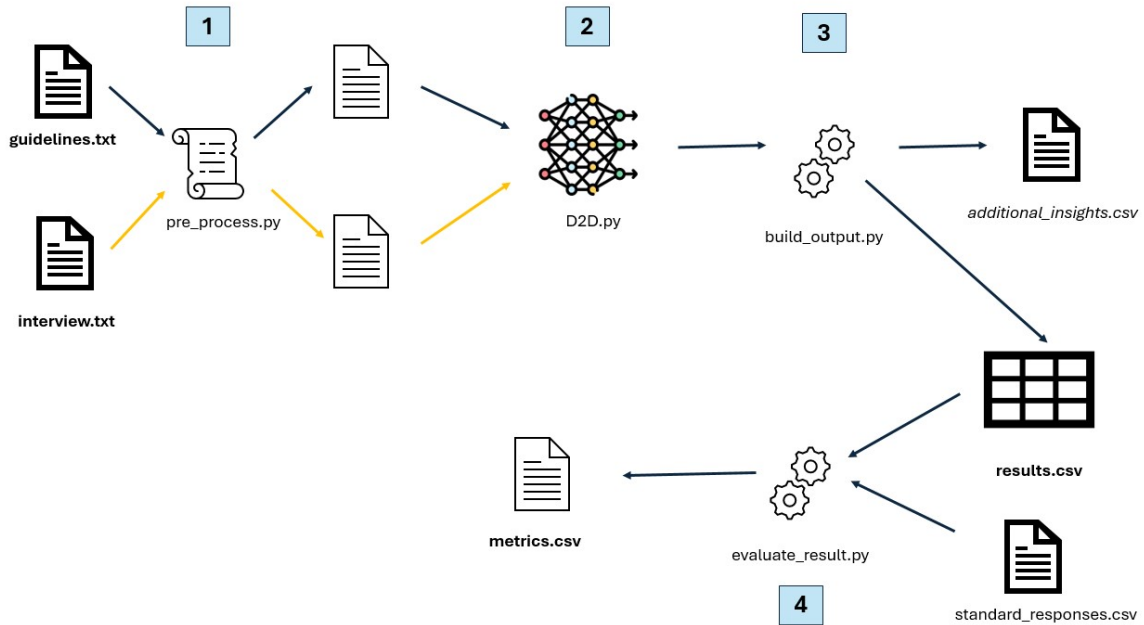 1
2
3
guidelines.txt
pre_process.py
D2D.py
build_output.py
additional_insights.csv
interview.txt
results.csv
metrics.csv
evaluate_result.py
4
standard_responses.csv